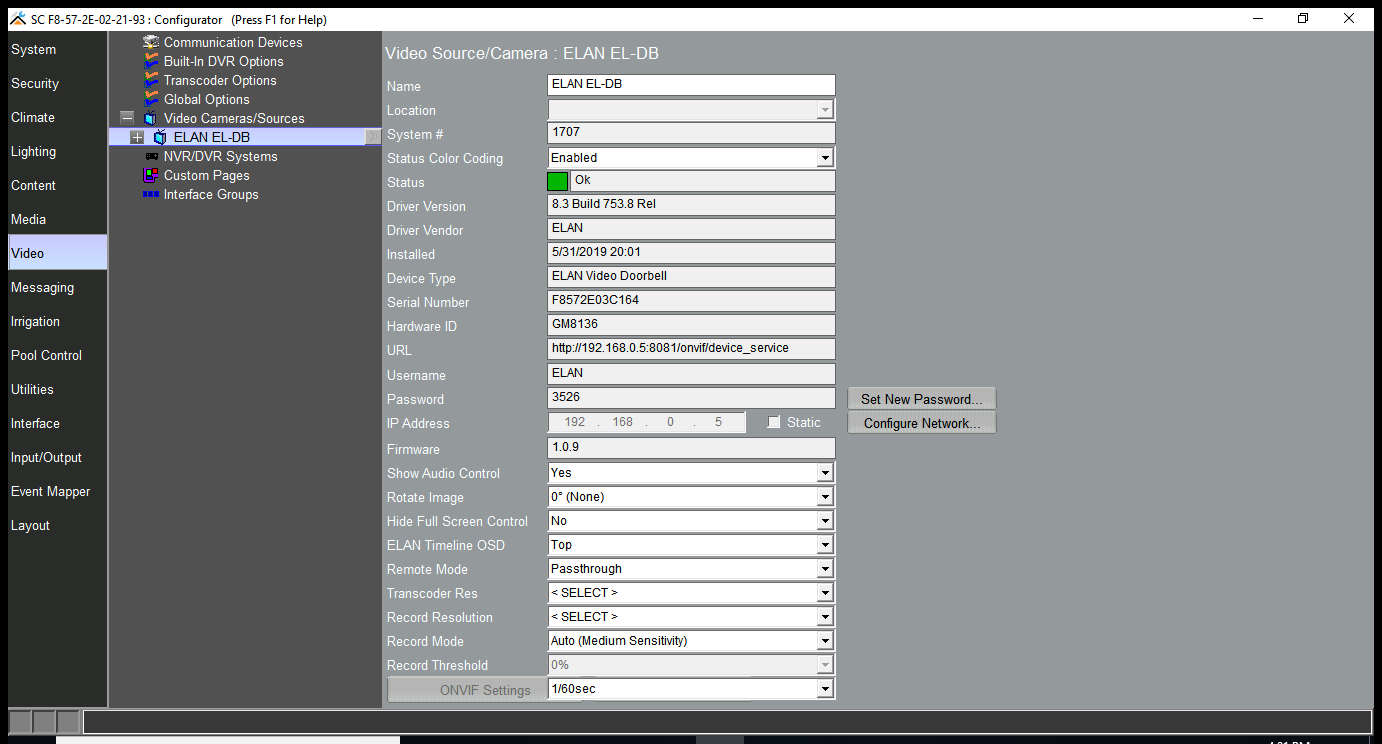 SC F8-57-2E-02-21-93 : Configurator (Press F1 for Help)
System
Security
Climate
Lighting
Content
Media
Video
Messaging
Irrigation
Pool Control
Utilities
Interface
Input/Output
Event Mapper
Layout
Communication Devices
Built-In DVR Options
Transcoder Options
Global Options
Video Cameras/Sources
ELAN EL-DB
NVR/DVR Systems
Custom Pages
Interface Groups
Video Source/Camera : ELAN EL-DB
Name ELAN EL-DB
Location
System # 1707
Status Color Coding Enabled
Status Ok
Driver Version 8.3 Build 753.8 Rel
Driver Vendor ELAN
Installed 5/31/2019 20:01
Device Type ELAN Video Doorbell
Serial Number F8572E03C164
Hardware ID GM8136
URL http://192.168.0.5:8081/onvif/device_service
Username ELAN
Password 3526 Set New Password...
IP Address 192 . 168 . 0 . 5 Static Configure Network...
Firmware 1.0.9
Show Audio Control Yes
Rotate Image 0° (None)
Hide Full Screen Control No
ELAN Timeline OSD Top
Remote Mode Passthrough
Transcoder Res < SELECT >
Record Resolution < SELECT >
Record Mode Auto (Medium Sensitivity)
Record Threshold 0%
ONVIF Settings 1/60sec